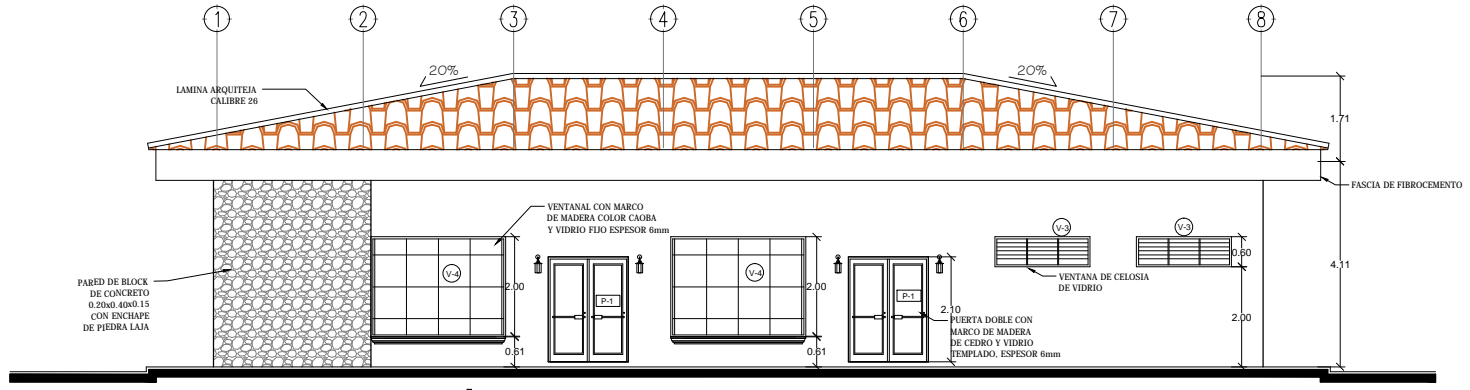 1 2 3 4 5 6 7 8
20% 20%
LAMINA ARQUITEJA
CALIBRE 26
1.71
FASCIA DE FIBROCEMENTO
VENTANAL CON MARCO
DE MADERA COLOR CAOBA
Y VIDRIO FIJO ESPESOR 6mm
V-3 V-3
0.60
4.11
V-4 V-4
VENTANA DE CELOSIA
DE VIDRIO
PARED DE BLOCK
DE CONCRETO
0.20x0.40x0.15
CON ENCHAPE
DE PIEDRA LAJA
2.00 2.00
P-1 P-1
2.10
2.00
PUERTA DOBLE CON
MARCO DE MADERA
DE CEDRO Y VIDRIO
TEMPLADO, ESPESOR 6mm
0.61 0.61